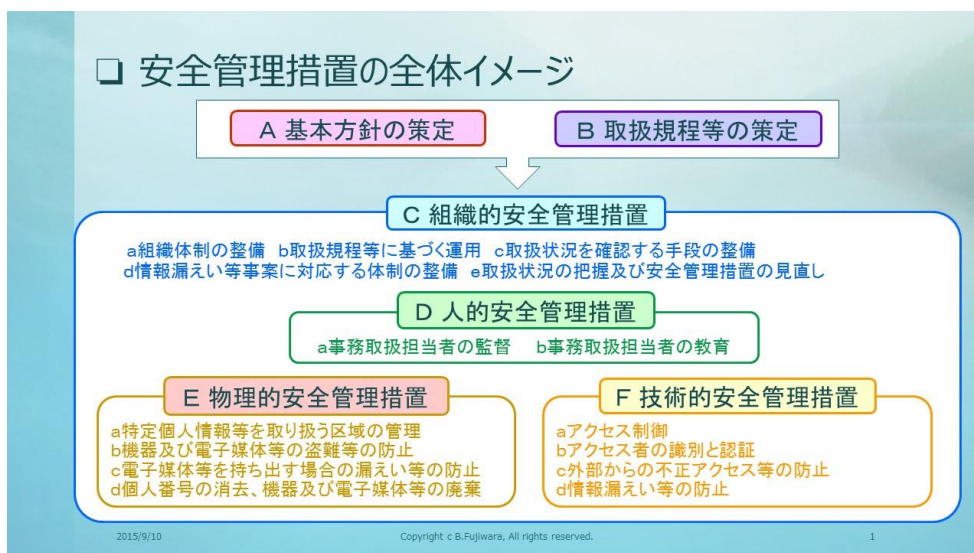 ❏ 安全管理措置の全体イメージ
A 基本方針の策定
B 取扱規程等の策定
C 組織的安全管理措置
a組織体制の整備 b取扱規程等に基づく運用 c取扱状況を確認する手段の整備
d情報漏えい等事案に対応する体制の整備 e取扱状況の把握及び安全管理措置の見直し
D 人的安全管理措置
a事務取扱担当者の監督 b事務取扱担当者の教育
E 物理的安全管理措置
a特定個人情報等を取り扱う区域の管理
b機器及び電子媒体等の盗難等の防止
c電子媒体等を持ち出す場合の漏えい等の防止
d個人番号の消去、機器及び電子媒体等の廃棄
F 技術的安全管理措置
aアクセス制御
bアクセス者の識別と認証
c外部からの不正アクセス等の防止
d情報漏えい等の防止
2015/9/10
Copyright c B.Fujiwara, All rights reserved.
1